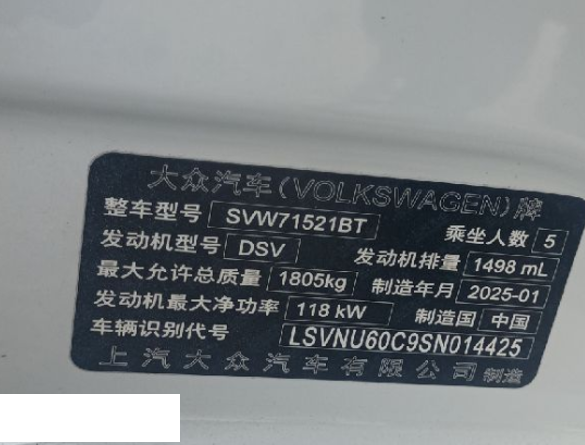 大众汽车(VOLKSWAGEN)牌
整车型号 SVW71521BT 乘坐人数 5
发动机型号 DSV 发动机排量 1498 mL
最大允许总质量 1805kg 制造年月 2025-01
发动机最大净功率 118 kW 制造国 中国
车辆识别代号 LSVNU60C9SN014425
上汽大众汽车有限公司 制造